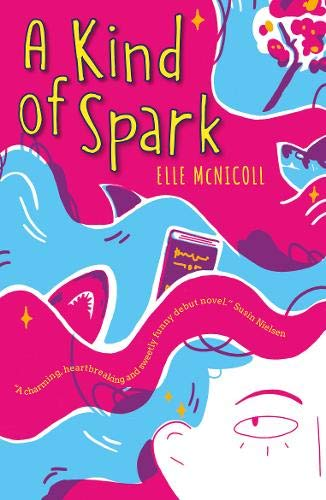 A Kind
of Spark
Elle McNicoll
"A charming, heartbreaking and sweetly funny debut novel." Susin Nielsen